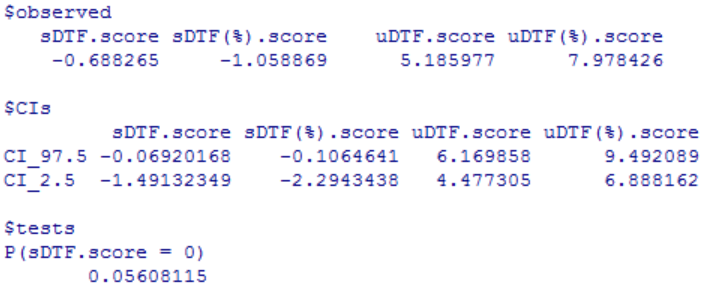 $observed
sDTF.score sDTF(%).score uDTF.score uDTF(%).score
-0.688265 -1.058869 5.185977 7.978426
$CIs
sDTF.score sDTF(%).score uDTF.score uDTF(%).score
CI_97.5 -0.06920168 -0.1064641 6.169858 9.492089
CI_2.5 -1.49132349 -2.2943438 4.477305 6.888162
$tests
P(sDTF.score = 0)
0.05608115